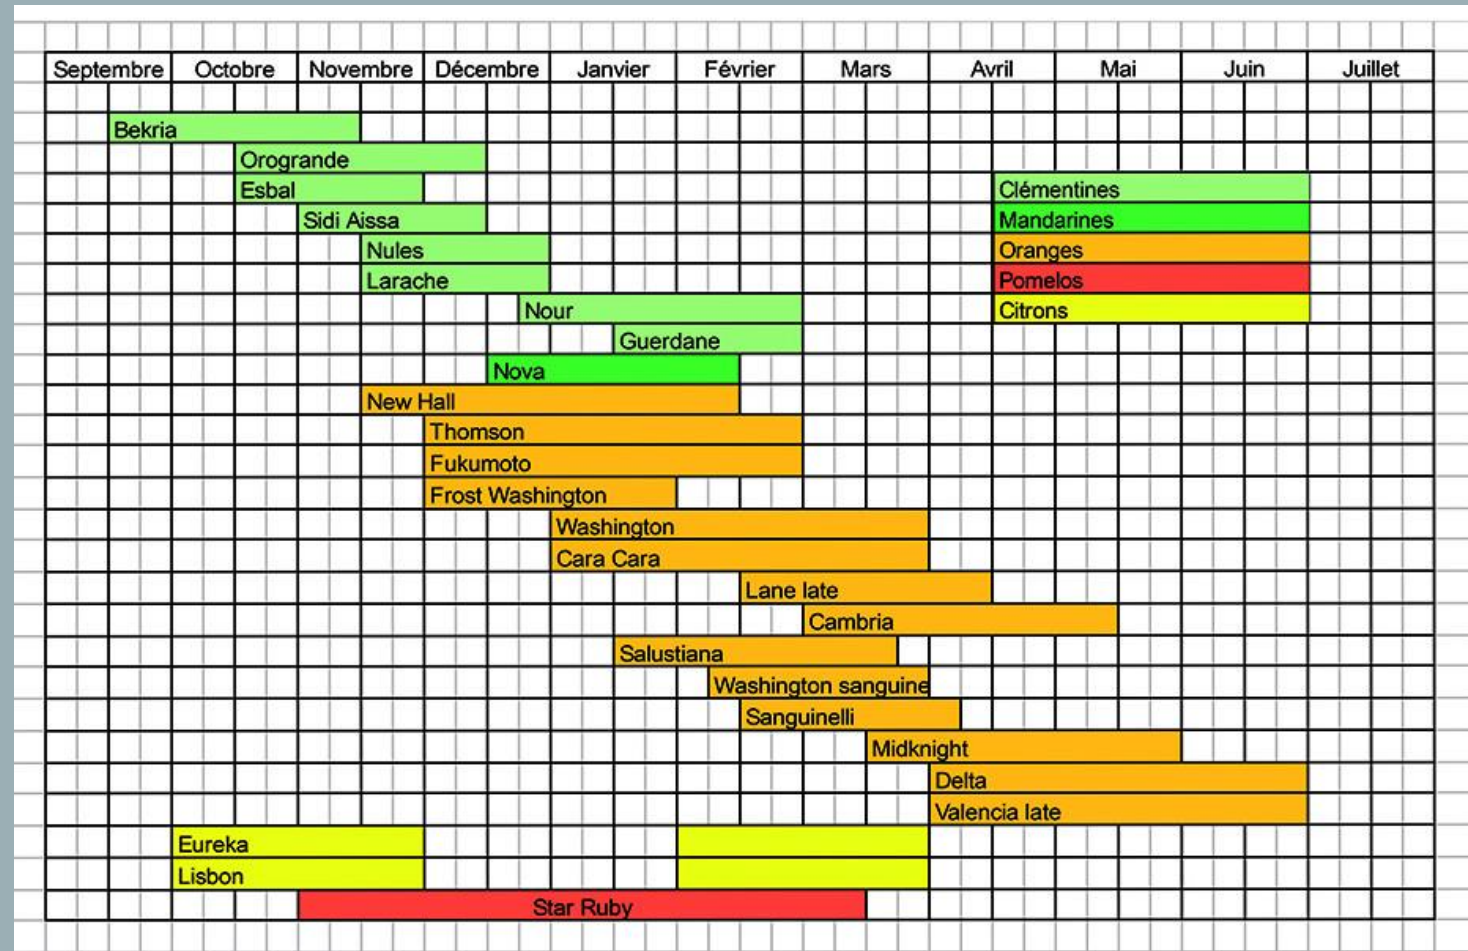 Septembre Octobre Novembre Décembre Janvier Février Mars Avril Mai Juin Juillet
Bekria
Orogrande
Esbal Clémentines
Sidi Aissa Mandarines
Nules Oranges
Larache Pomelos
Nour Citrons
Guerdane
Nova
New Hall
Thomson
Fukumoto
Frost Washington
Washington
Cara Cara
Lane late
Cambria
Salustiana
Washington sanguine
Sanguinelli
Midknight
Delta
Valencia late
Eureka
Lisbon
Star Ruby